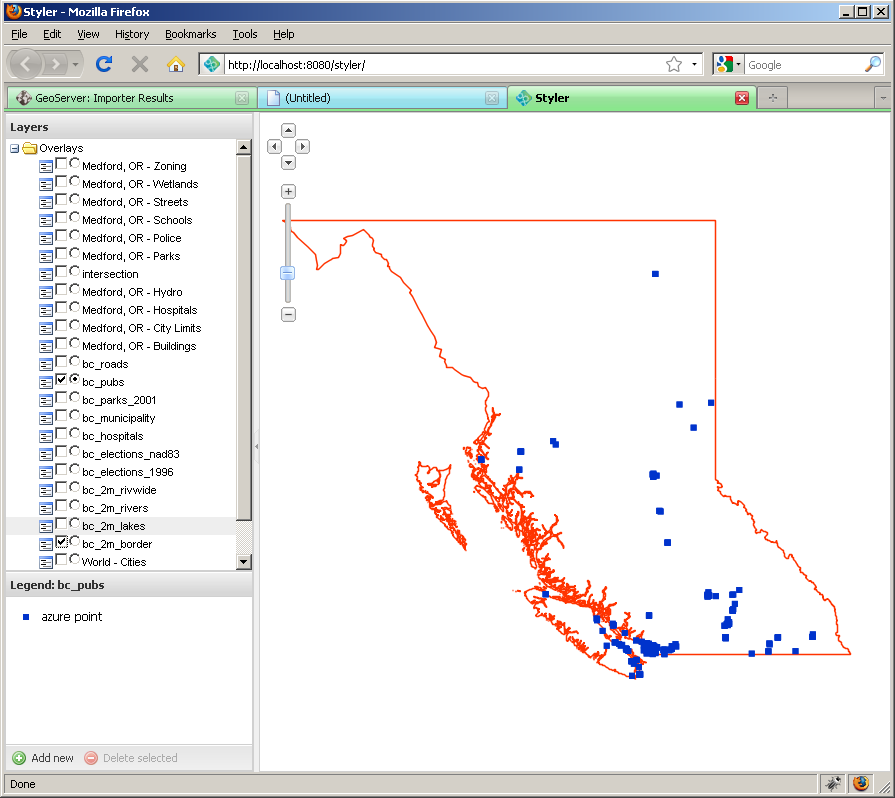 Styler - Mozilla Firefox
File Edit View History Bookmarks Tools Help
http://localhost:8080/styler/
Google
GeoServer: Importer Results
(Untitled)
Styler
Layers
Overlays
Medford, OR - Zoning
Medford, OR - Wetlands
Medford, OR - Streets
Medford, OR - Schools
Medford, OR - Police
Medford, OR - Parks
intersection
Medford, OR - Hydro
Medford, OR - Hospitals
Medford, OR - City Limits
Medford, OR - Buildings
bc_roads
bc_pubs
bc_parks_2001
bc_municipality
bc_hospitals
bc_elections_nad83
bc_elections_1996
bc_2m_rivwide
bc_2m_rivers
bc_2m_lakes
bc_2m_border
World - Cities
Legend: bc_pubs
azure point
Add new Delete selected
Done